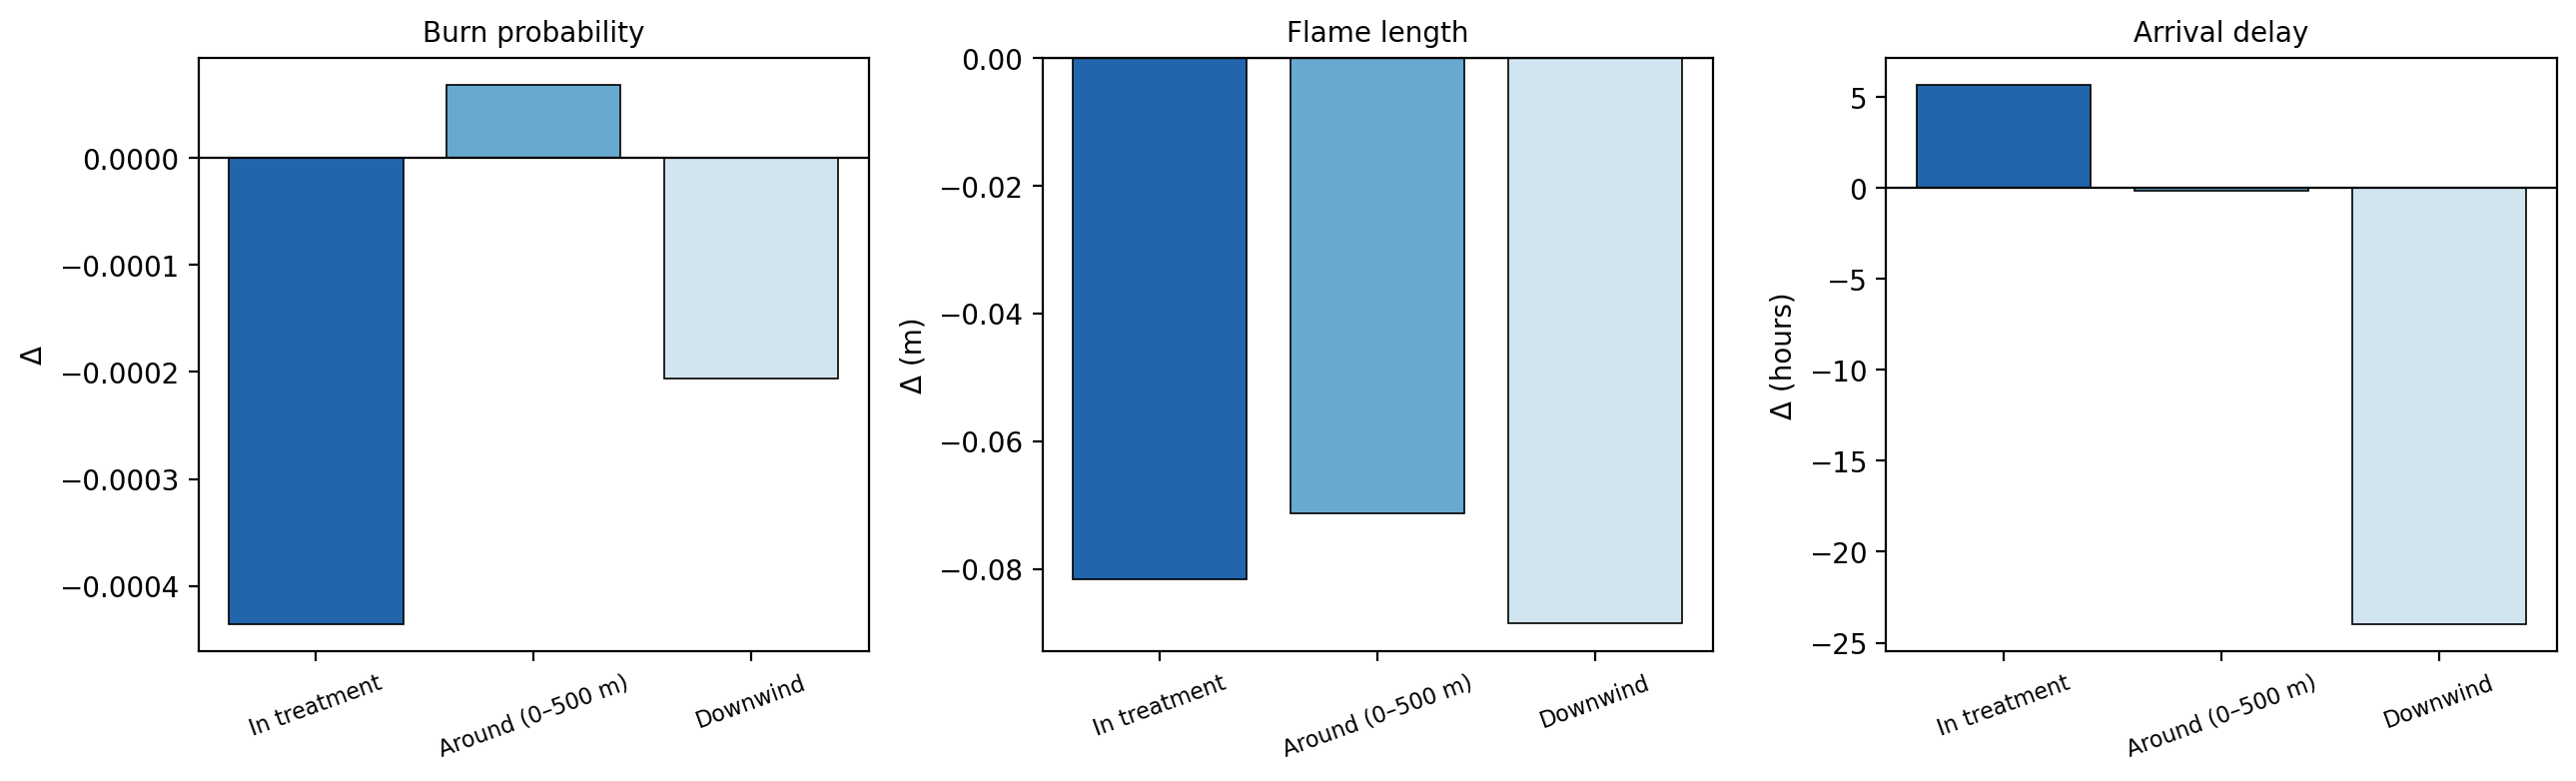 Burn probability
Δ
0.0000
−0.0001
−0.0002
−0.0003
−0.0004
In treatment
Around (0–500 m)
Downwind
Flame length
Δ (m)
0.00
−0.02
−0.04
−0.06
−0.08
In treatment
Around (0–500 m)
Downwind
Arrival delay
Δ (hours)
5
0
−5
−10
−15
−20
−25
In treatment
Around (0–500 m)
Downwind